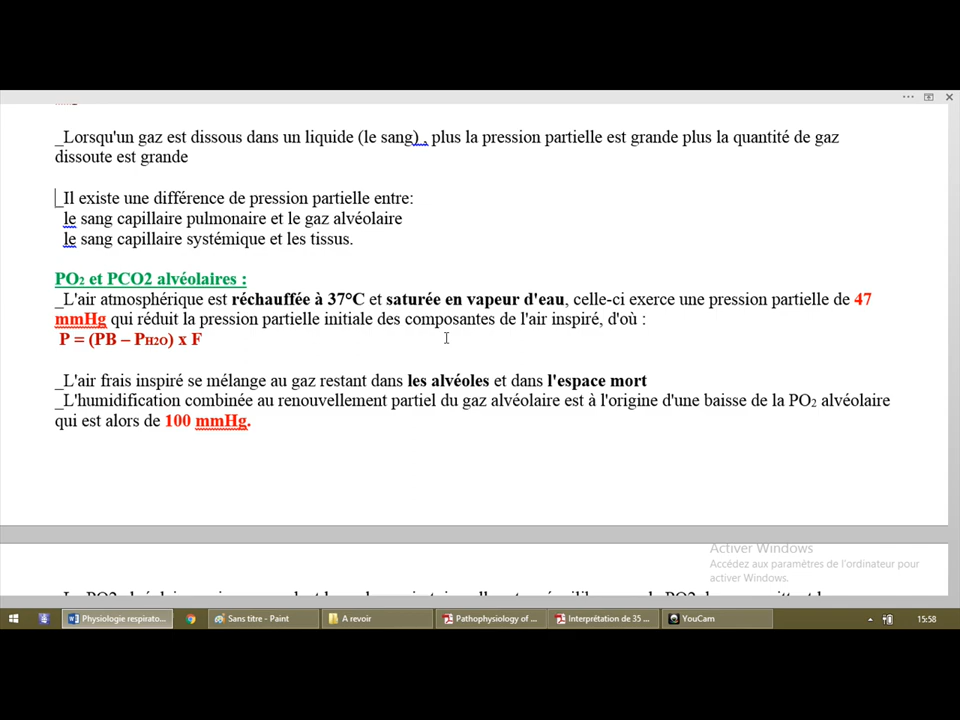 _Lorsqu'un gaz est dissous dans un liquide (le sang) , plus la pression partielle est grande plus la quantité de gaz
dissoute est grande
_Il existe une différence de pression partielle entre:
le sang capillaire pulmonaire et le gaz alvéolaire
le sang capillaire systémique et les tissus.
PO2 et PCO2 alvéolaires :
_L'air atmosphérique est réchauffée à 37°C et saturée en vapeur d'eau, celle-ci exerce une pression partielle de 47
mmHg qui réduit la pression partielle initiale des composantes de l'air inspiré, d'où :
P = (PB – PH2O) x F
_L'air frais inspiré se mélange au gaz restant dans les alvéoles et dans l'espace mort
_L'humidification combinée au renouvellement partiel du gaz alvéolaire est à l'origine d'une baisse de la PO2 alvéolaire
qui est alors de 100 mmHg.
Activer Windows
Accédez aux paramètres de l'ordinateur pour
activer Windows.
Physiologie respirato...
Sans titre - Paint
A revoir
Pathophysiology of ...
Interprétation de 35 ...
YouCam
15:58